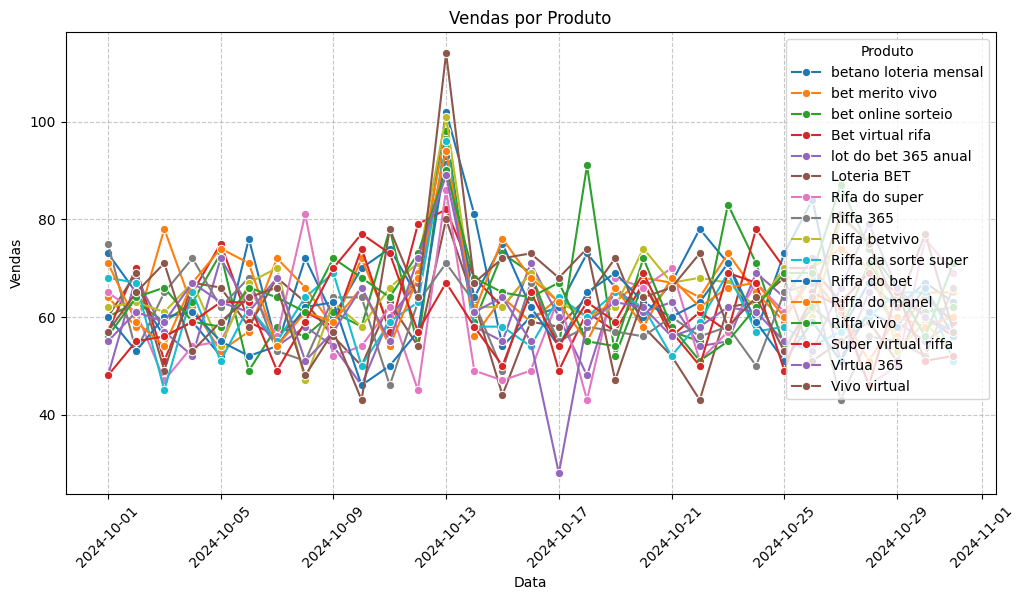 Vendas por Produto
Vendas
100
80
60
40
Produto
betano loteria mensal
bet merito vivo
bet online sorteio
Bet virtual rifa
lot do bet 365 anual
Loteria BET
Rifa do super
Riffa 365
Riffa betvivo
Riffa da sorte super
Riffa do bet
Riffa do manel
Riffa vivo
Super virtual riffa
Virtua 365
Vivo virtual
2024-10-01
2024-10-05
2024-10-09
2024-10-13
2024-10-17
2024-10-21
2024-10-25
2024-10-29
2024-11-01
Data